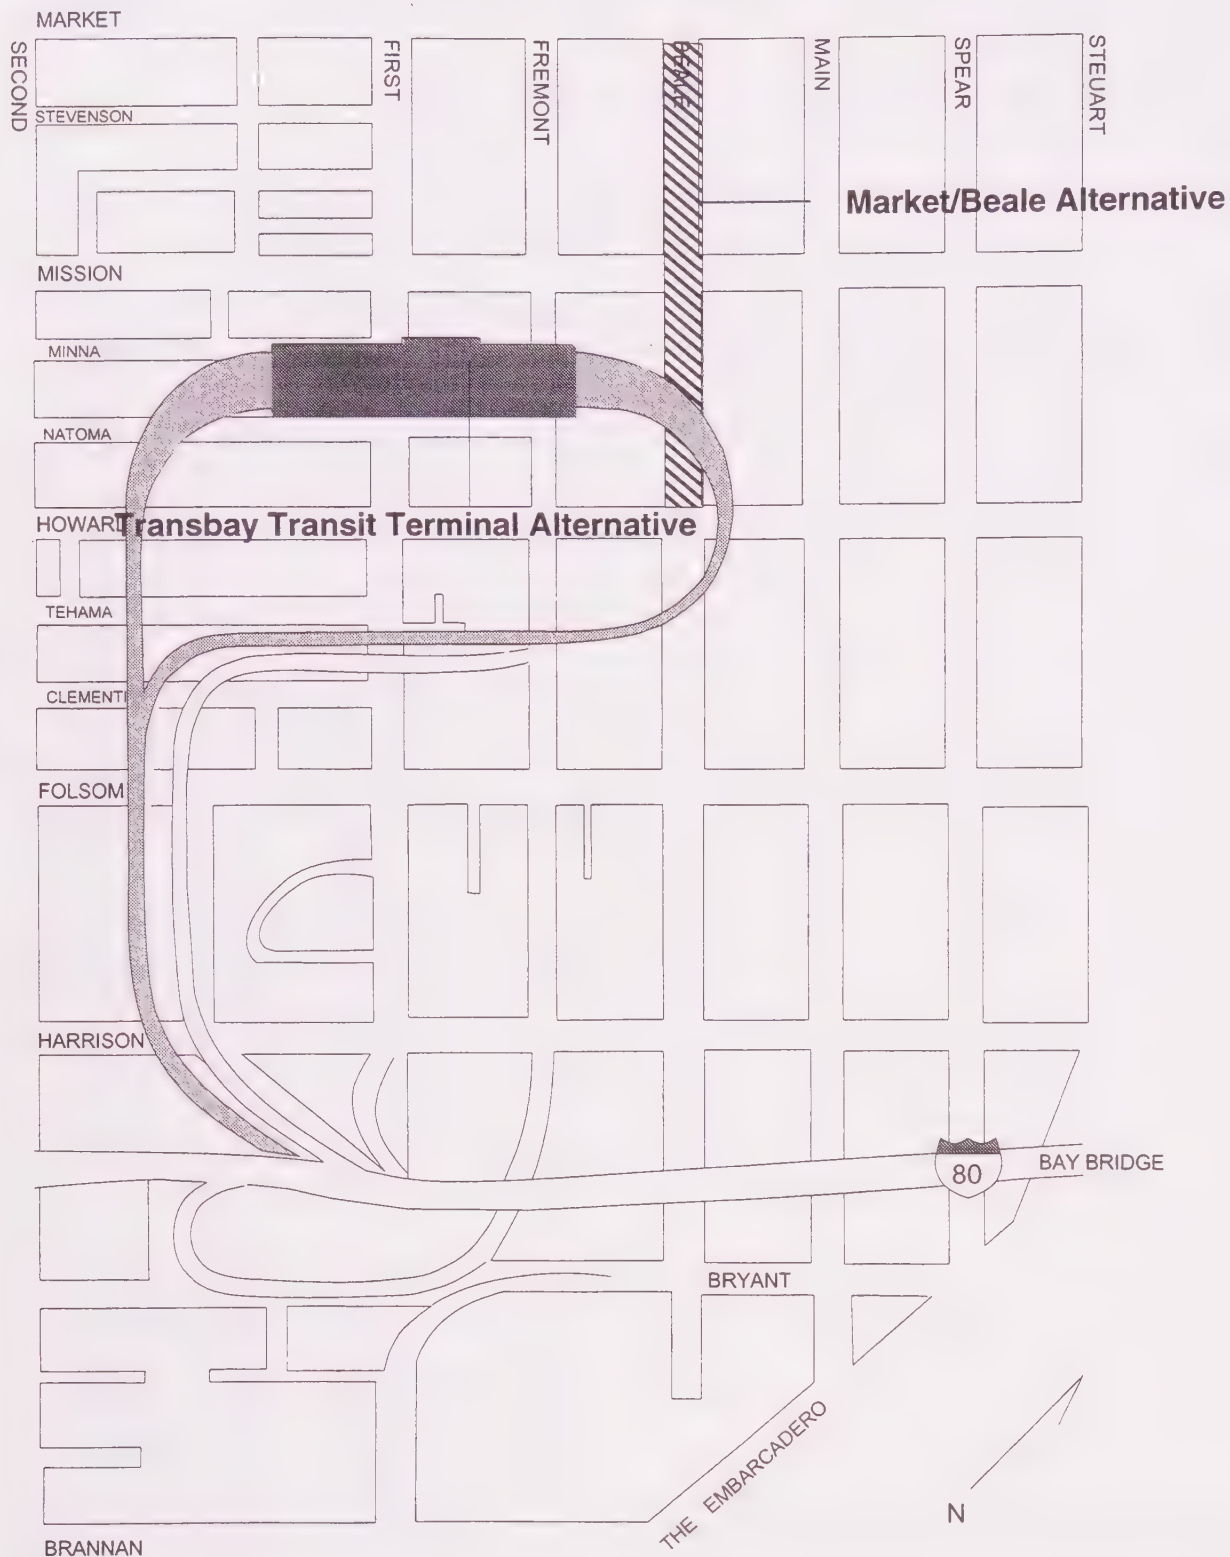 MARKET
SECOND
FIRST
FREMONT
BEALE
MAIN
SPEAR
STEUART
STEVENSON
Market/Beale Alternative
MISSION
MINNA
NATOMA
HOWARD
Transbay Transit Terminal Alternative
TEHAMA
CLEMENTI
FOLSOM
HARRISON
80
BAY BRIDGE
BRYANT
THE EMBARCADERO
N
BRANNAN